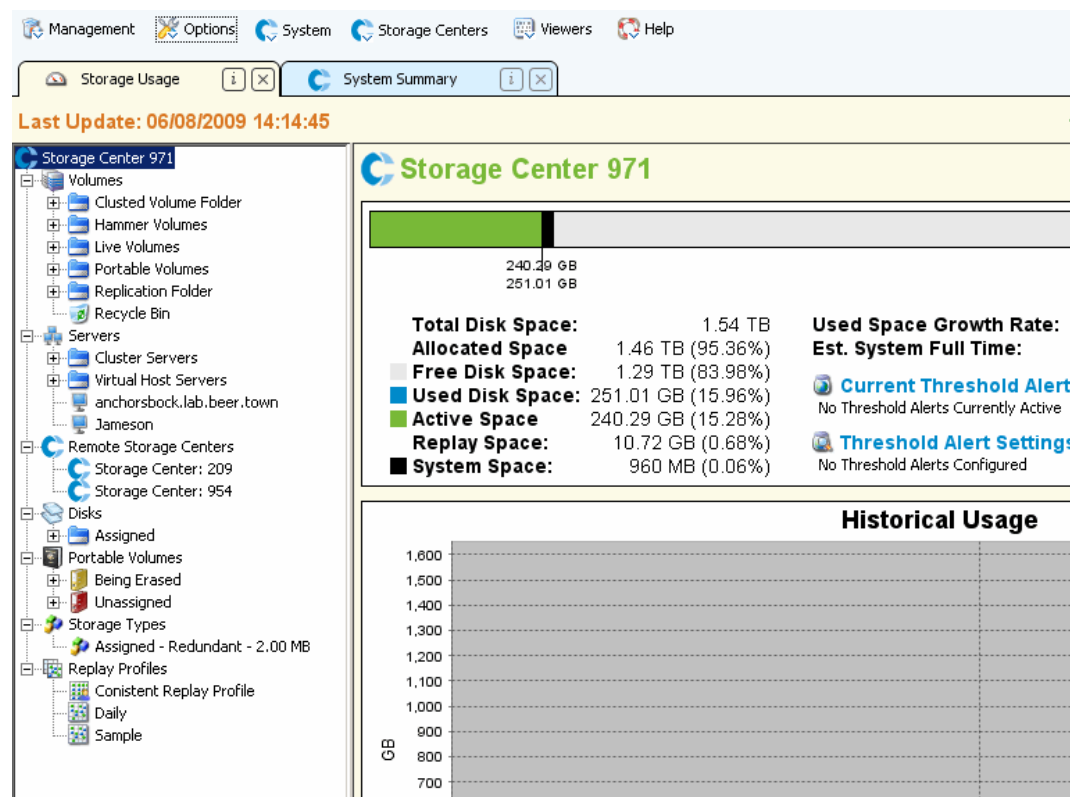 Management Options System Storage Centers Viewers Help
Storage Usage i System Summary i
Last Update: 06/08/2009 14:14:45
Storage Center 971
Volumes
Clusted Volume Folder
Hammer Volumes
Live Volumes
Portable Volumes
Replication Folder
Recycle Bin
Servers
Cluster Servers
Virtual Host Servers
anchorsbock.lab.beer.town
Jameson
Remote Storage Centers
Storage Center: 209
Storage Center: 954
Disks
Assigned
Portable Volumes
Being Erased
Unassigned
Storage Types
Assigned - Redundant - 2.00 MB
Replay Profiles
Conistent Replay Profile
Daily
Sample
Storage Center 971
240.29 GB
251.01 GB
Total Disk Space: 1.54 TB
Allocated Space 1.46 TB (95.36%)
Free Disk Space: 1.29 TB (83.98%)
Used Disk Space: 251.01 GB (15.96%)
Active Space 240.29 GB (15.28%)
Replay Space: 10.72 GB (0.68%)
System Space: 960 MB (0.06%)
Used Space Growth Rate:
Est. System Full Time:
Current Threshold Alert
No Threshold Alerts Currently Active
Threshold Alert Settings
No Threshold Alerts Configured
Historical Usage
1,600
1,500
1,400
1,300
1,200
1,100
1,000
900
800
700
GB